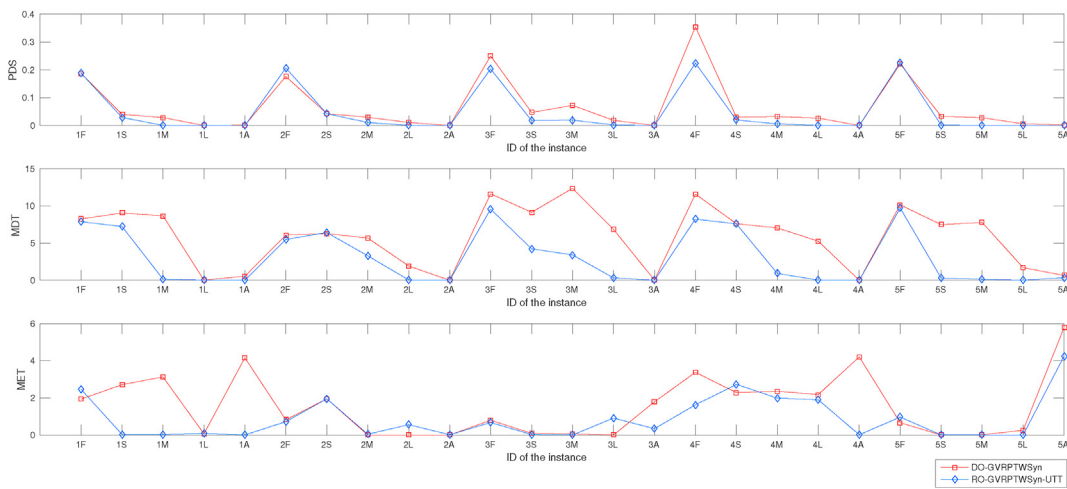 0.4
0.3
0.2
0.1
0
PDS
1F 1S 1M 1L 1A 2F 2S 2M 2L 2A 3F 3S 3M 3L 3A 4F 4S 4M 4L 4A 5F 5S 5M 5L 5A
ID of the instance
15
10
5
0
MDT
1F 1S 1M 1L 1A 2F 2S 2M 2L 2A 3F 3S 3M 3L 3A 4F 4S 4M 4L 4A 5F 5S 5M 5L 5A
ID of the instance
6
4
2
0
MET
1F 1S 1M 1L 1A 2F 2S 2M 2L 2A 3F 3S 3M 3L 3A 4F 4S 4M 4L 4A 5F 5S 5M 5L 5A
ID of the instance
DO-GVRPTWSyn
RO-GVRPTWSyn-UTT